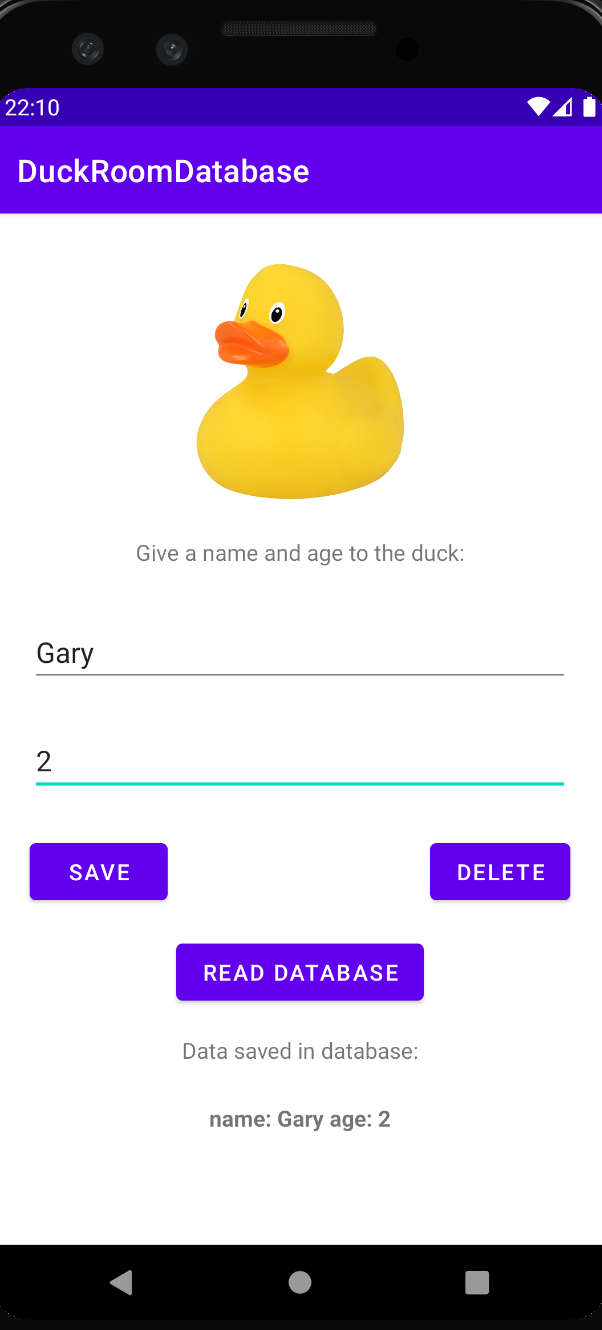 22:10
DuckRoomDatabase
Give a name and age to the duck:
Gary
2
SAVE
DELETE
READ DATABASE
Data saved in database:
name: Gary age: 2